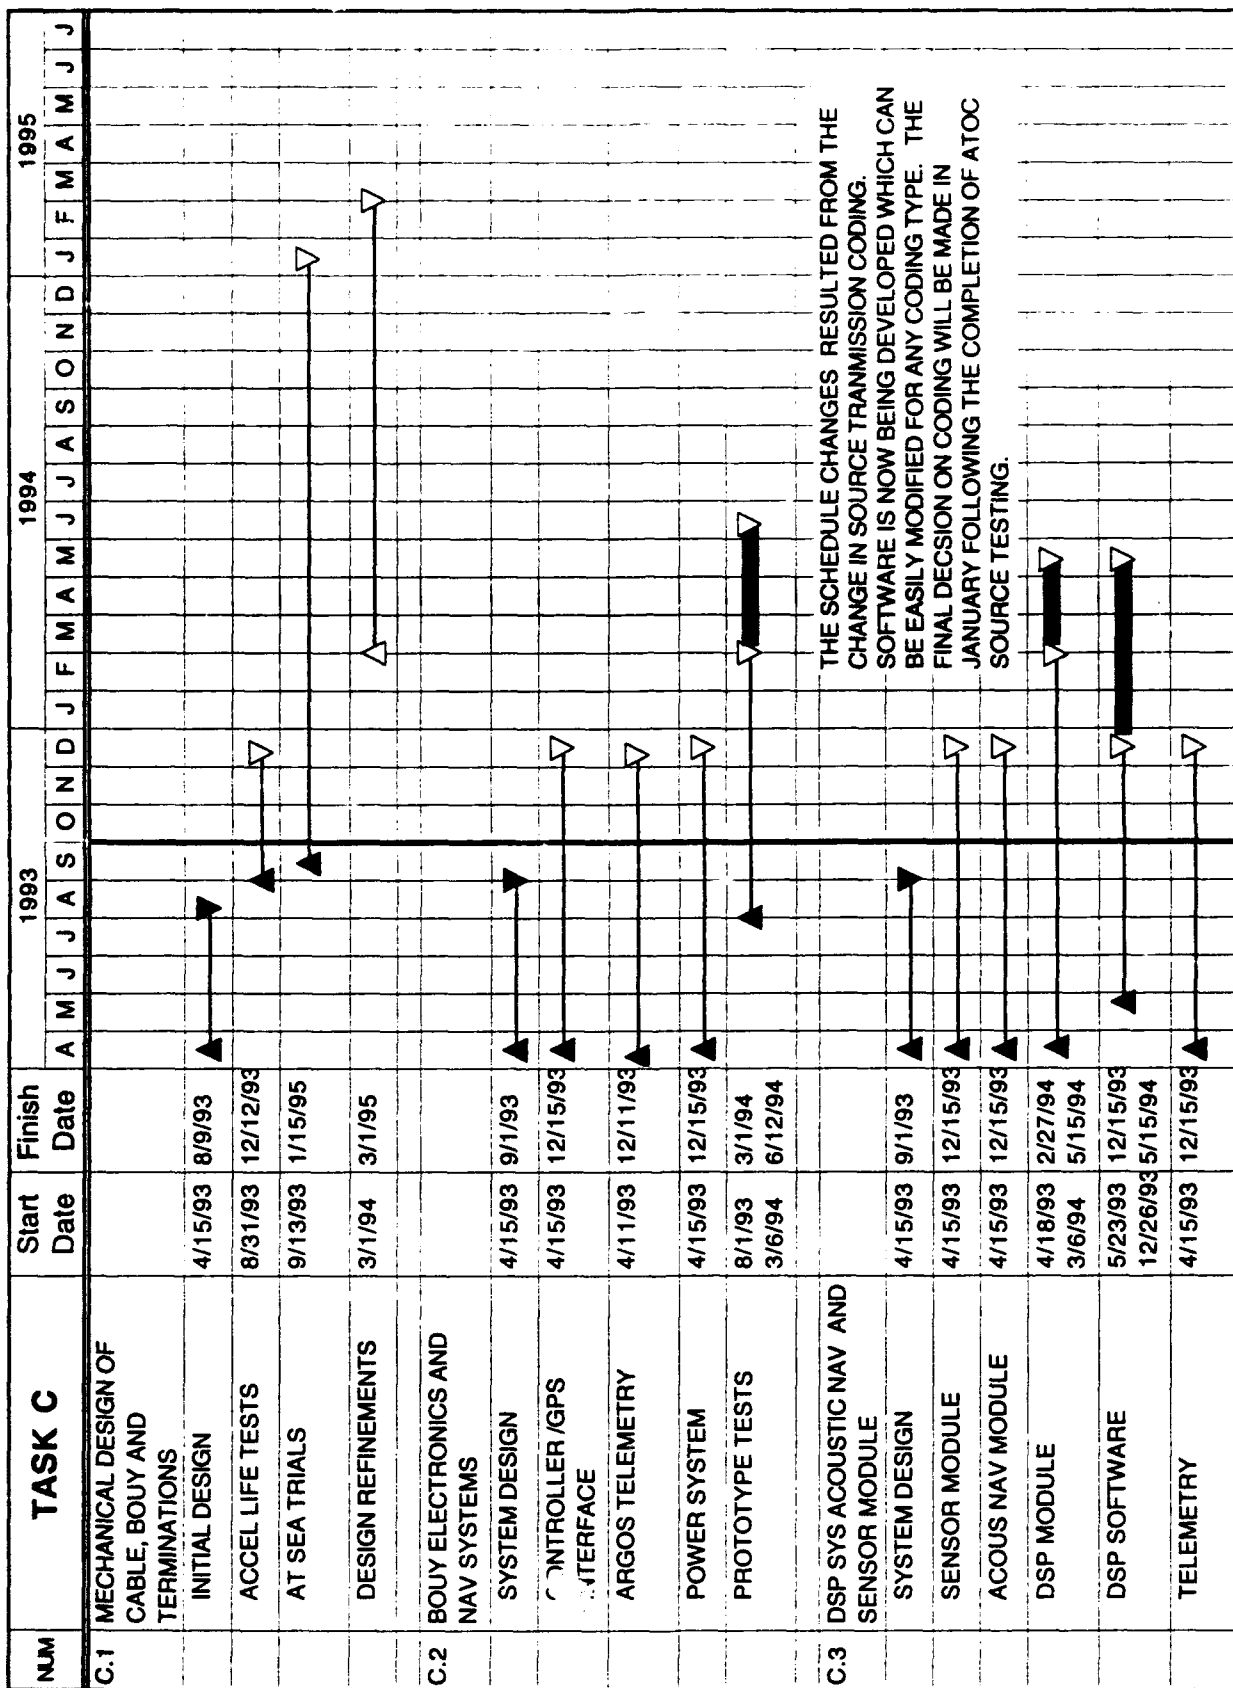 NUM TASK C Start Date Finish Date 1993 1994 1995
A M J J A S O N D J F M A M J J A S O N D J F M A M J J
C.1 MECHANICAL DESIGN OF
CABLE, BOUY AND
TERMINATIONS
INITIAL DESIGN 4/15/93 8/9/93
ACCEL LIFE TESTS 8/31/93 12/12/93
AT SEA TRIALS 9/13/93 1/15/95
DESIGN REFINEMENTS 3/1/94 3/1/95
C.2 BOUY ELECTRONICS AND
NAV SYSTEMS
SYSTEM DESIGN 4/15/93 9/1/93
ONTROLLER /GPS 4/15/93 12/15/93
TERFACE
ARGOS TELEMETRY 4/11/93 12/11/93
POWER SYSTEM 4/15/93 12/15/93
PROTOTYPE TESTS 8/1/93 3/1/94
3/6/94 6/12/94
THE SCHEDULE CHANGES RESULTED FROM THE
CHANGE IN SOURCE TRANMISSION CODING.
SOFTWARE IS NOW BEING DEVELOPED WHICH CAN
BE EASILY MODIFIED FOR ANY CODING TYPE. THE
FINAL DECSION ON CODING WILL BE MADE IN
JANUARY FOLLOWING THE COMPLETION OF ATOC
SOURCE TESTING.
C.3 DSP SYS ACOUSTIC NAV AND
SENSOR MODULE
SYSTEM DESIGN 4/15/93 9/1/93
SENSOR MODULE 4/15/93 12/15/93
ACOUS NAV MODULE 4/15/93 12/15/93
DSP MODULE 4/18/93 2/27/94
3/6/94 5/15/94
DSP SOFTWARE 5/23/93 12/15/93
12/26/93 5/15/94
TELEMETRY 4/15/93 12/15/93